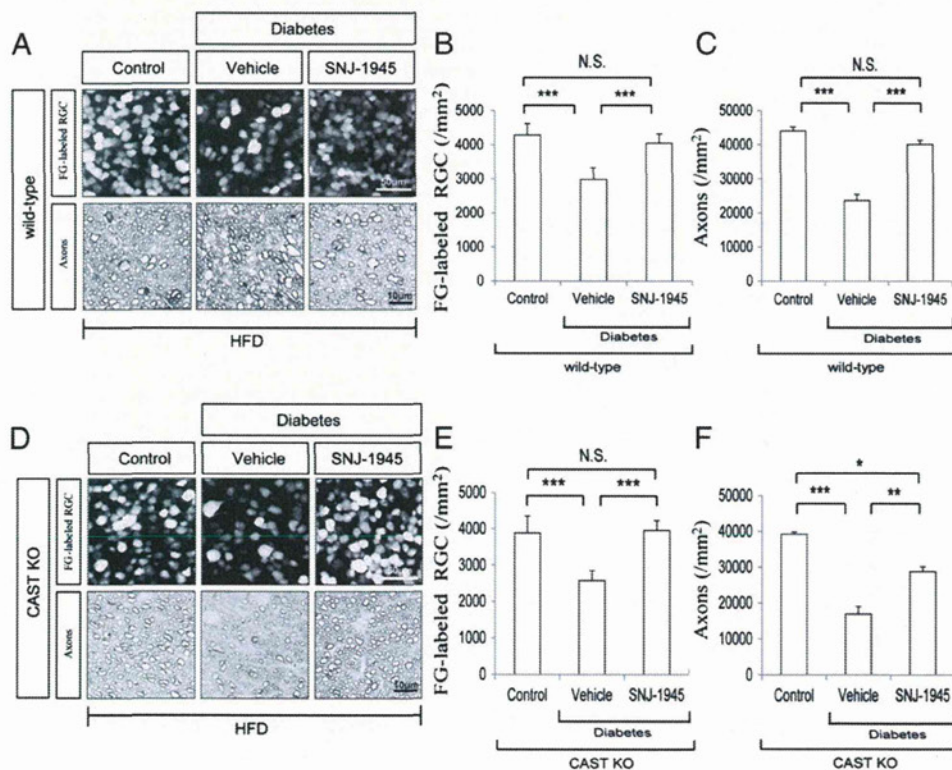 A
Diabetes
Control
Vehicle
SNJ-1945
wild-type
FG-labeled RGC
50μm
Axons
10μm
HFD
B
N.S.
***
***
FG-labeled RGC (/mm²)
5000
4000
3000
2000
1000
0
Control
Vehicle
SNJ-1945
Diabetes
wild-type
C
N.S.
***
***
Axons (/mm²)
50000
40000
30000
20000
10000
0
Control
Vehicle
SNJ-1945
Diabetes
wild-type
D
Diabetes
Control
Vehicle
SNJ-1945
CAST KO
FG-labeled RGC
Axons
10μm
HFD
E
N.S.
***
***
FG-labeled RGC (/mm²)
5000
4000
3000
2000
1000
0
Control
Vehicle
SNJ-1945
Diabetes
CAST KO
F
*
***
**
Axons (/mm²)
50000
40000
30000
20000
10000
0
Control
Vehicle
SNJ-1945
Diabetes
CAST KO